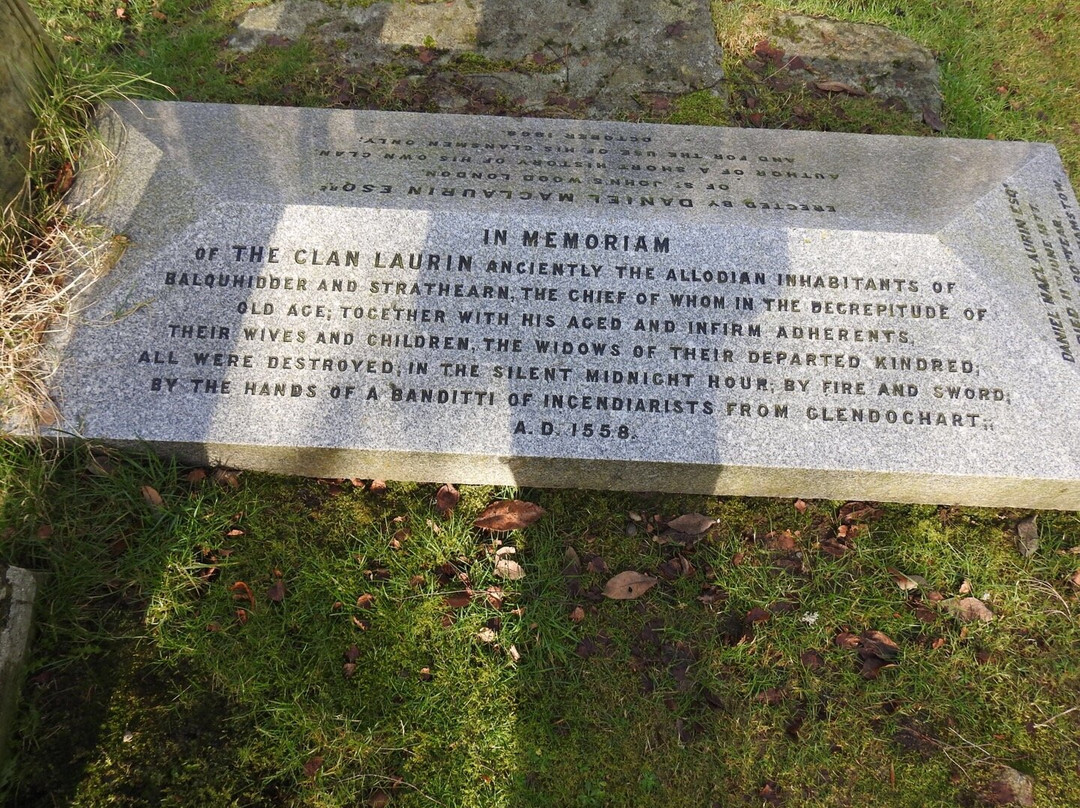 IN MEMORIAM
OF THE CLAN LAURIN ANCIENTLY THE ALLODIAN INHABITANTS OF
BALQUHIDDER AND STRATHEARN, THE CHIEF OF WHOM IN THE DECREPITUDE OF
OLD AGE; TOGETHER WITH HIS AGED AND INFIRM ADHERENTS,
THEIR WIVES AND CHILDREN, THE WIDOWS OF THEIR DEPARTED KINDRED;
ALL WERE DESTROYED, IN THE SILENT MIDNIGHT HOUR, BY FIRE AND SWORD;
BY THE HANDS OF A BANDITTI OF INCENDIARISTS FROM GLENDOCHART;;
A.D. 1558.
ERECTED BY DANIEL MACLAURIN ESQRE
OF ST JOHN'S WOOD LONDON.
AUTHOR OF A SHORT HISTORY OF HIS OWN CLAN
AND FOR THE USE OF HIS CLANSMEN ONLY,
OCTOBER 1868
DANIEL MACLAURIN ESQR
DIED